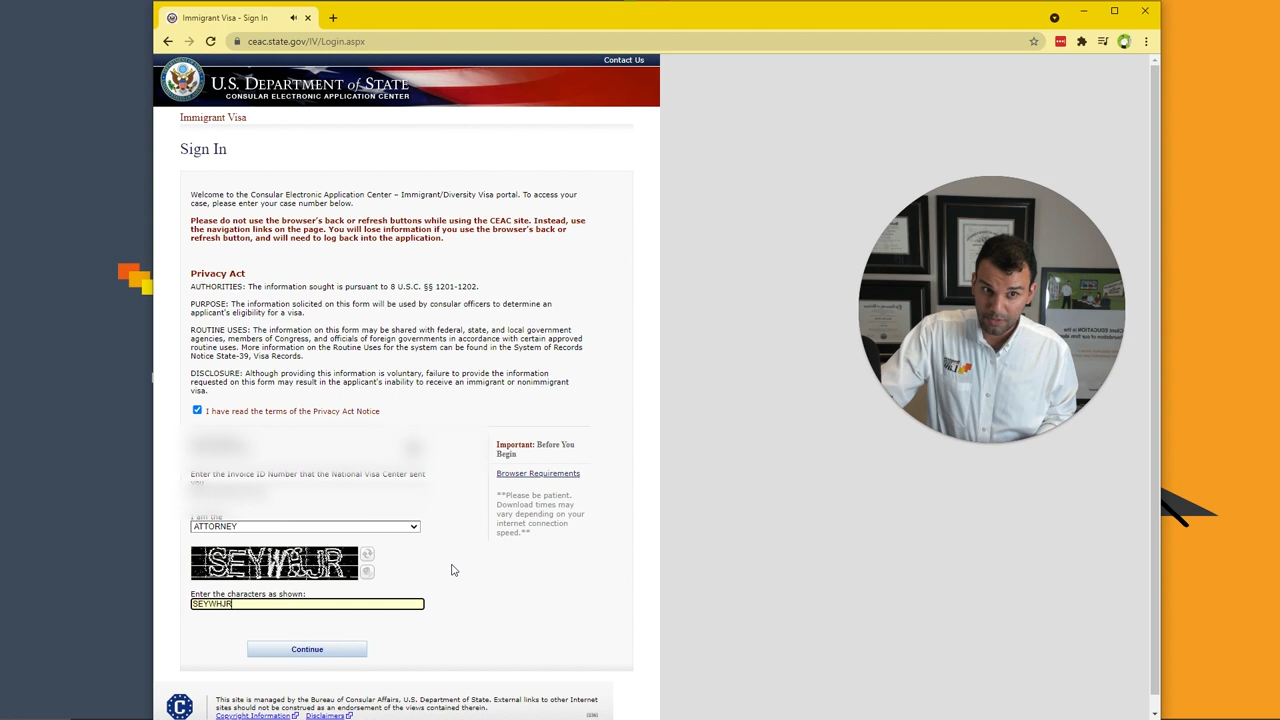 Immigrant Visa - Sign In
ceac.state.gov/IV/Login.aspx
Contact Us
U.S. DEPARTMENT of STATE
CONSULAR ELECTRONIC APPLICATION CENTER
Immigrant Visa
Sign In
Welcome to the Consular Electronic Application Center – Immigrant/Diversity Visa portal. To access your
case, please enter your case number below.
Please do not use the browser's back or refresh buttons while using the CEAC site. Instead, use
the navigation links on the page. You will lose information if you use the browser's back or
refresh button, and will need to log back into the application.
Privacy Act
AUTHORITIES: The information sought is pursuant to 8 U.S.C. §§ 1201-1202.
PURPOSE: The information solicited on this form will be used by consular officers to determine an
applicant's eligibility for a visa.
ROUTINE USES: The information on this form may be shared with federal, state, and local government
agencies, members of Congress, and officials of foreign governments in accordance with certain approved
routine uses. More information on the Routine Uses for the system can be found in the System of Records
Notice State-39, Visa Records.
DISCLOSURE: Although providing this information is voluntary, failure to provide the information
requested on this form may result in the applicant's inability to receive an immigrant or nonimmigrant
visa.
I have read the terms of the Privacy Act Notice
Enter the Invoice ID Number that the National Visa Center sent
you
I am the
ATTORNEY
Enter the characters as shown:
SEYWHJR
Continue
Important: Before You
Begin
Browser Requirements
**Please be patient.
Download times may
vary depending on your
internet connection
speed.**
This site is managed by the Bureau of Consular Affairs, U.S. Department of State. External links to other Internet
sites should not be construed as an endorsement of the views contained therein.
Copyright Information Disclaimers